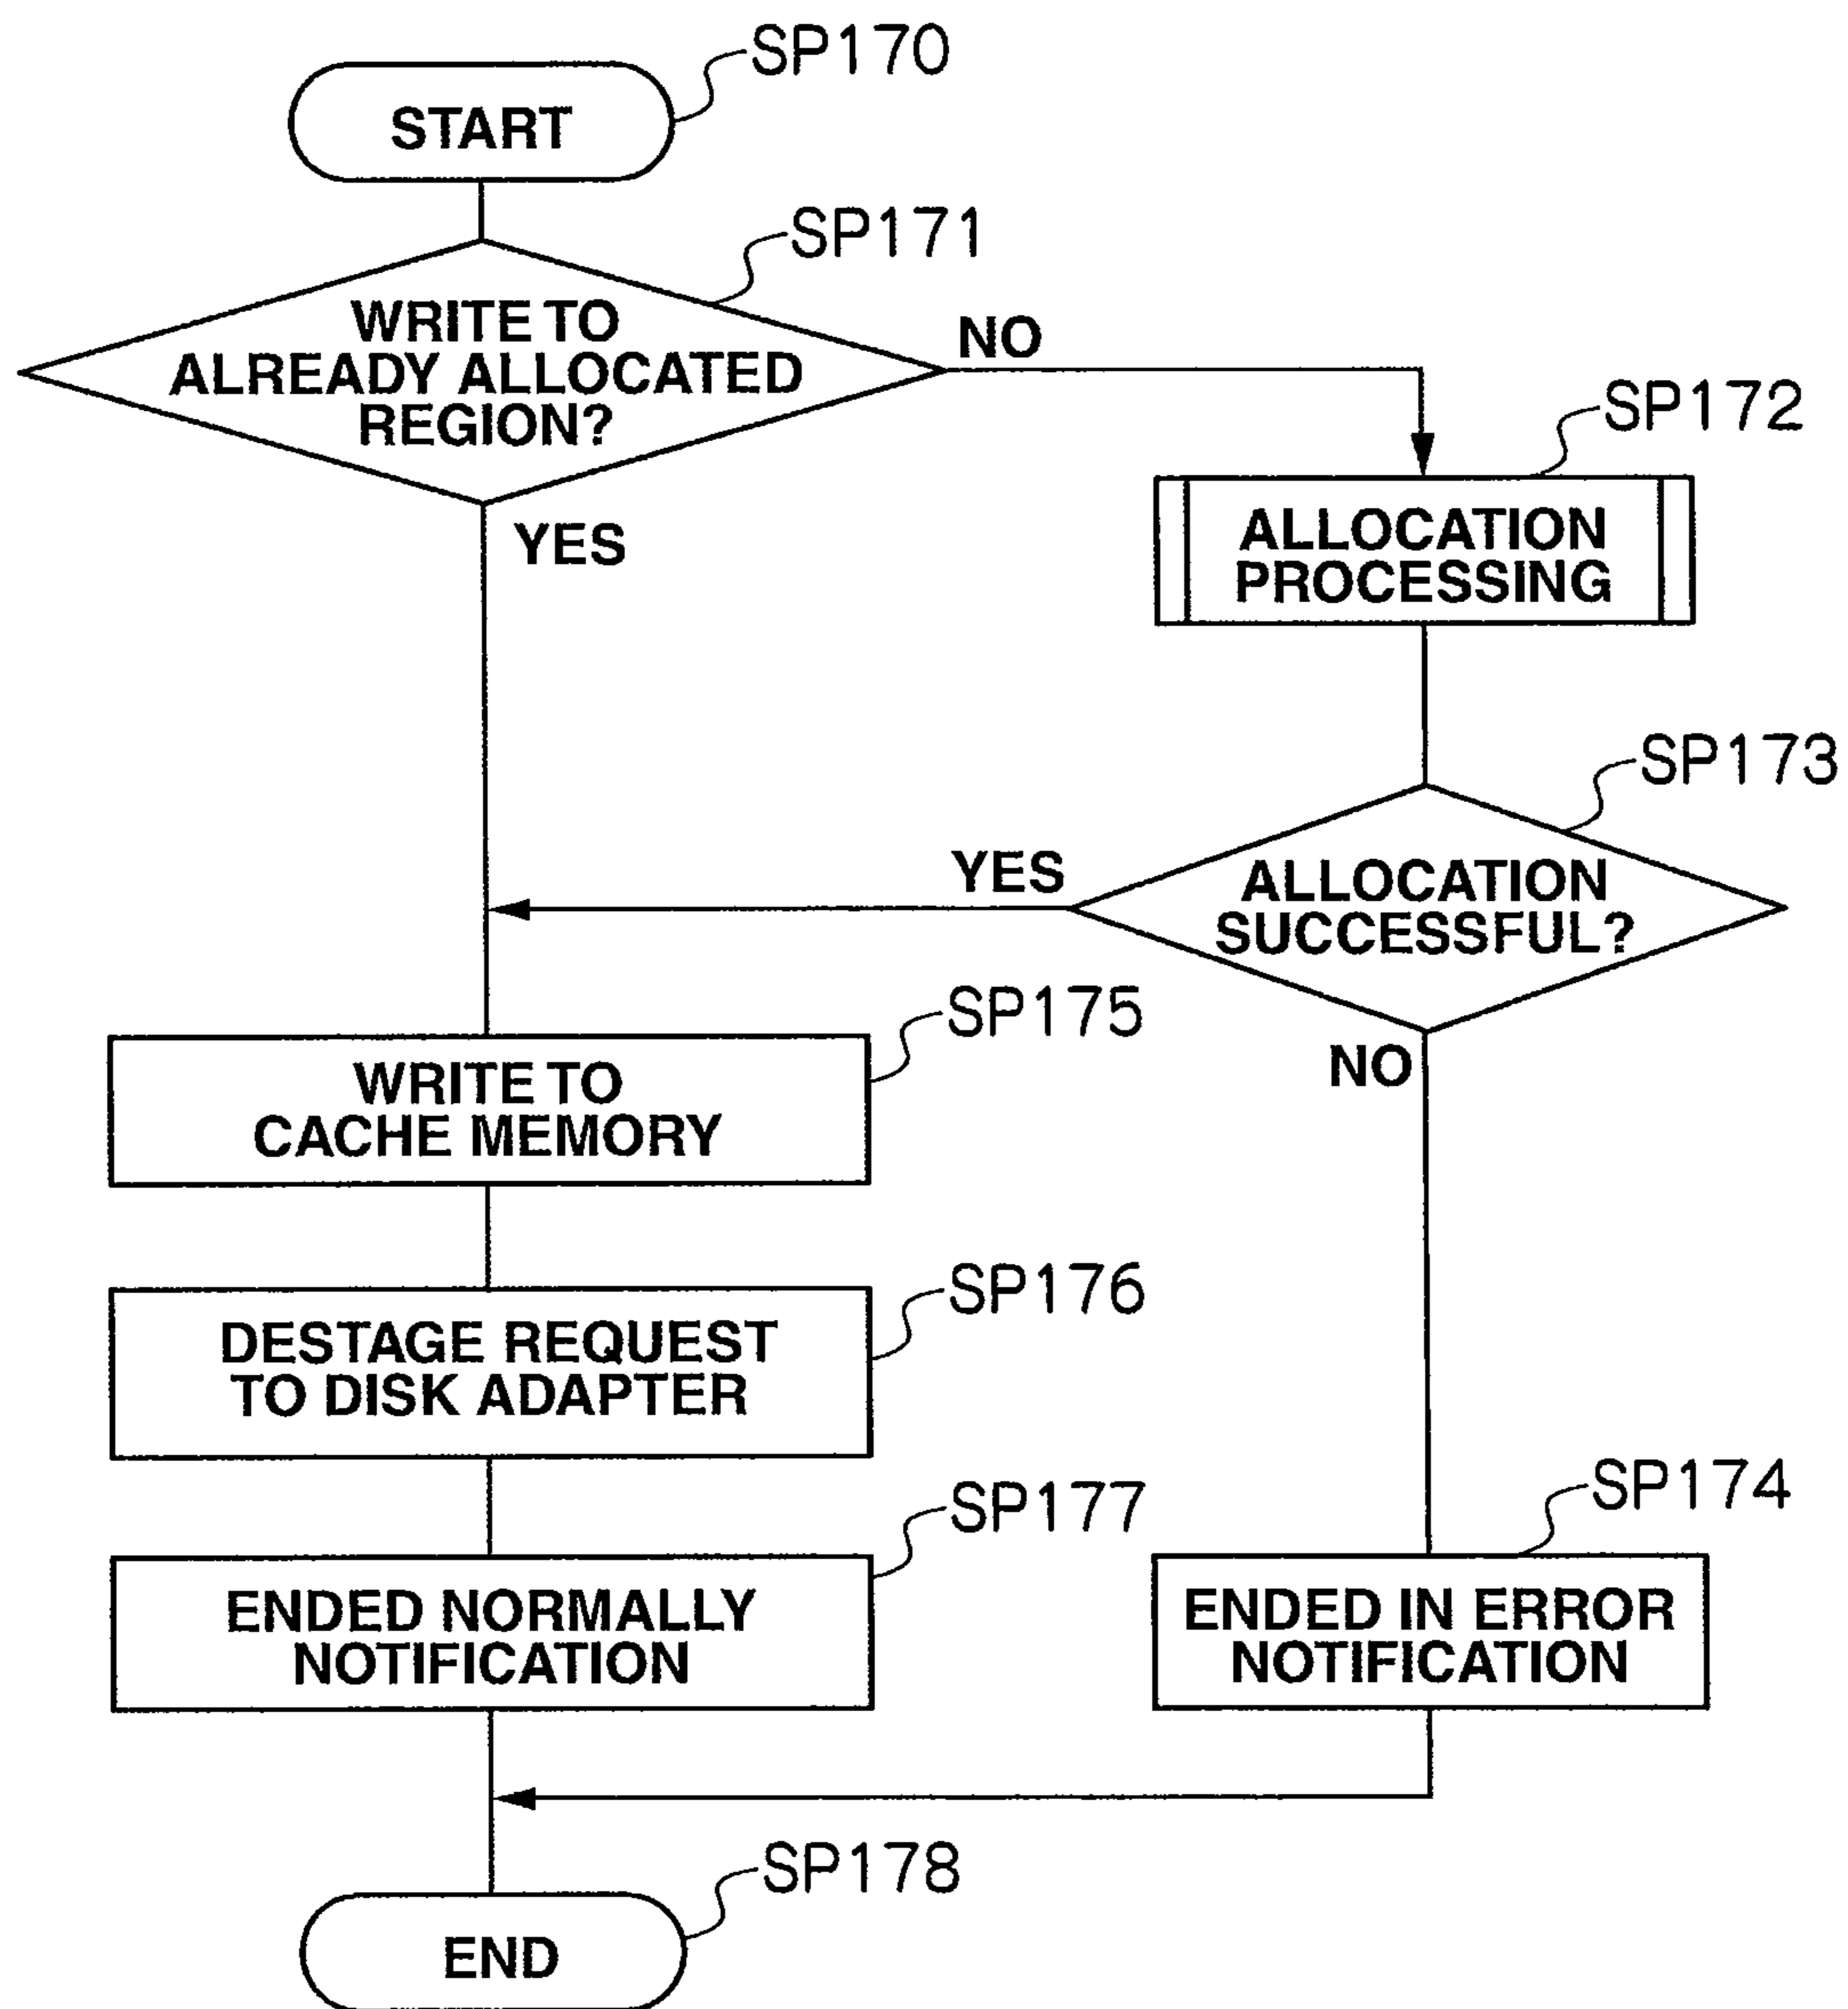 SP170
START
SP171
WRITE TO
ALREADY ALLOCATED
REGION?
NO
YES
SP172
ALLOCATION
PROCESSING
SP173
ALLOCATION
SUCCESSFUL?
YES
NO
SP175
WRITE TO
CACHE MEMORY
SP176
DESTAGE REQUEST
TO DISK ADAPTER
SP177
ENDED NORMALLY
NOTIFICATION
SP174
ENDED IN ERROR
NOTIFICATION
SP178
END